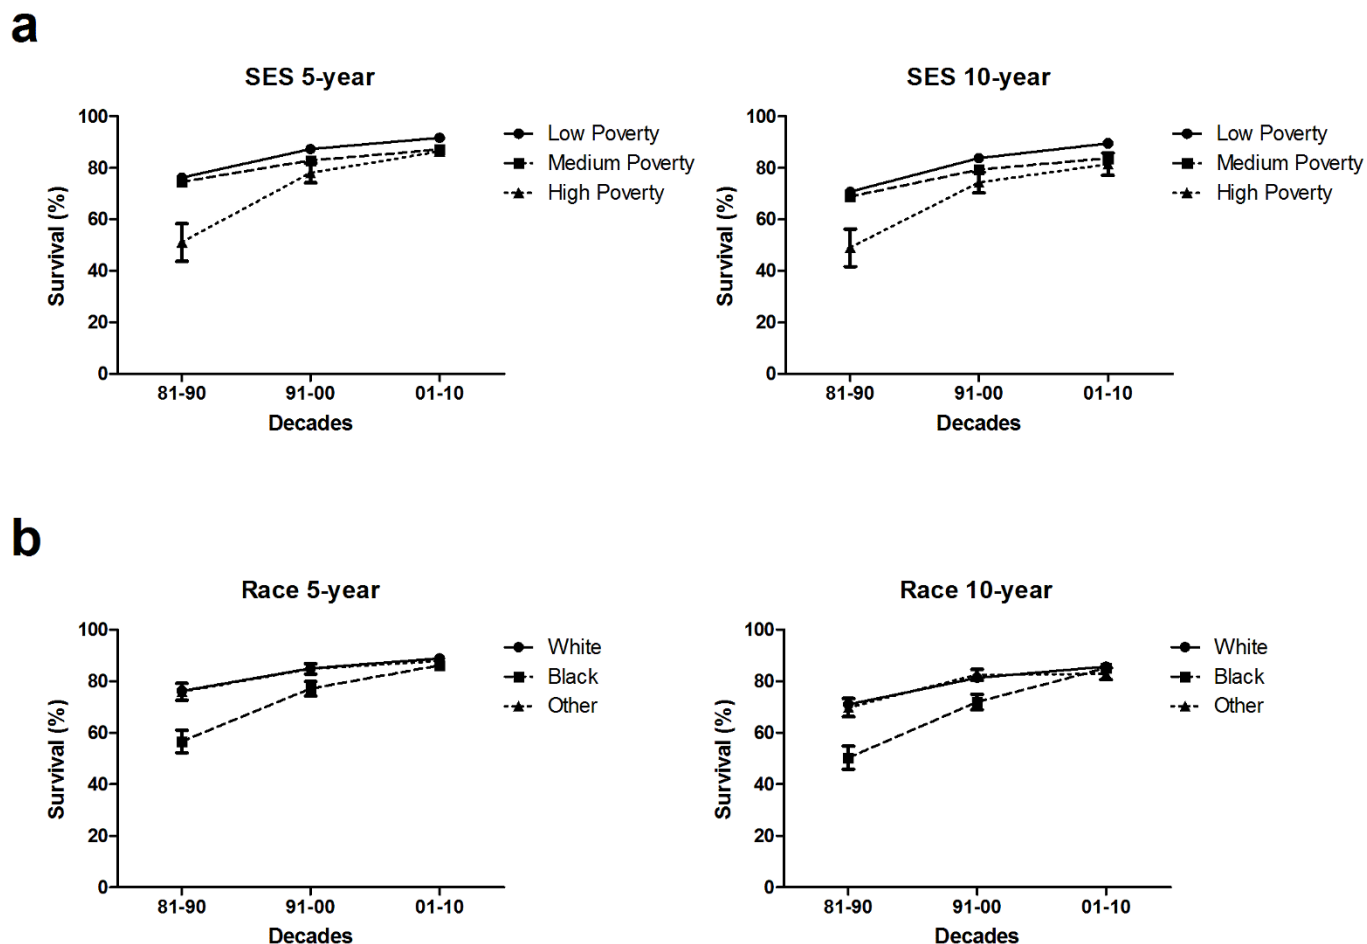 a
SES 5-year
100
80
60
40
20
0
Survival (%)
81-90 91-00 01-10
Decades
Low Poverty
Medium Poverty
High Poverty
SES 10-year
100
80
60
40
20
0
Survival (%)
81-90 91-00 01-10
Decades
Low Poverty
Medium Poverty
High Poverty
b
Race 5-year
100
80
60
40
20
0
Survival (%)
81-90 91-00 01-10
Decades
White
Black
Other
Race 10-year
100
80
60
40
20
0
Survival (%)
81-90 91-00 01-10
Decades
White
Black
Other